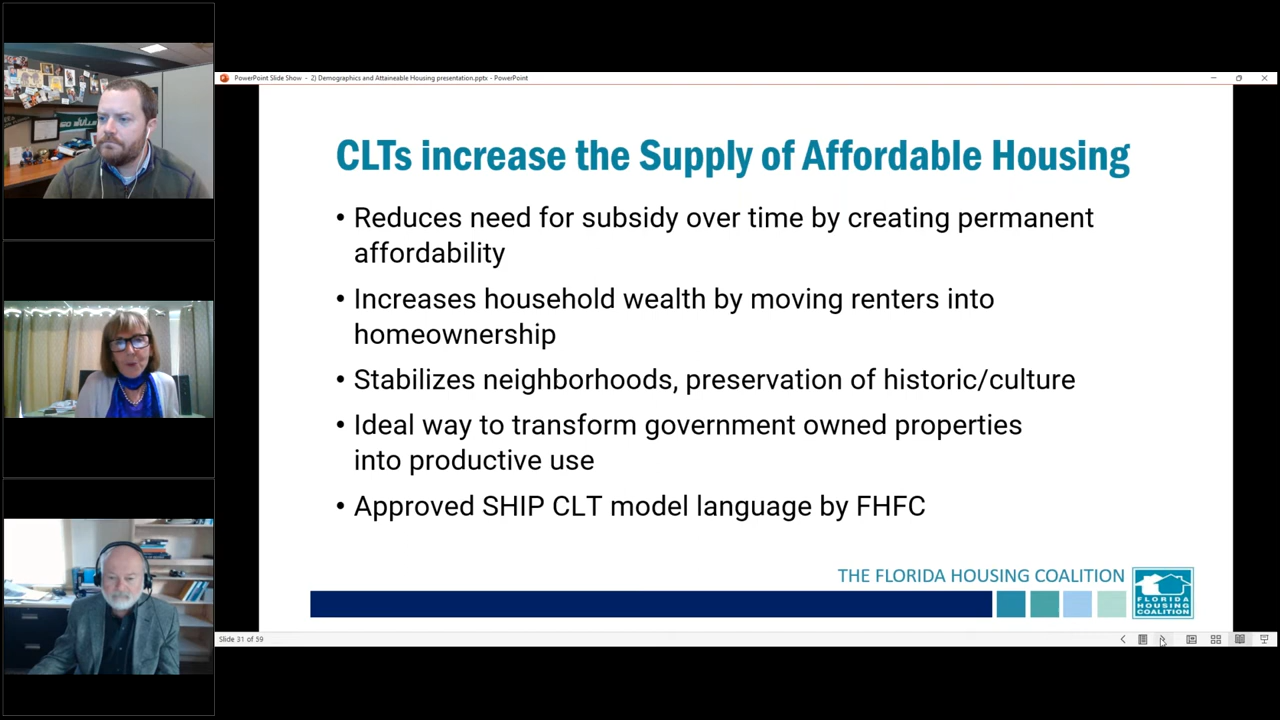 PowerPoint Slide Show - 2) Demographics and Attaineable Housing presentation.pptx - PowerPoint
CLTs increase the Supply of Affordable Housing
• Reduces need for subsidy over time by creating permanent
affordability
• Increases household wealth by moving renters into
homeownership
• Stabilizes neighborhoods, preservation of historic/culture
• Ideal way to transform government owned properties
into productive use
• Approved SHIP CLT model language by FHFC
THE FLORIDA HOUSING COALITION
FLORIDA
HOUSING
COALITION
Slide 31 of 59